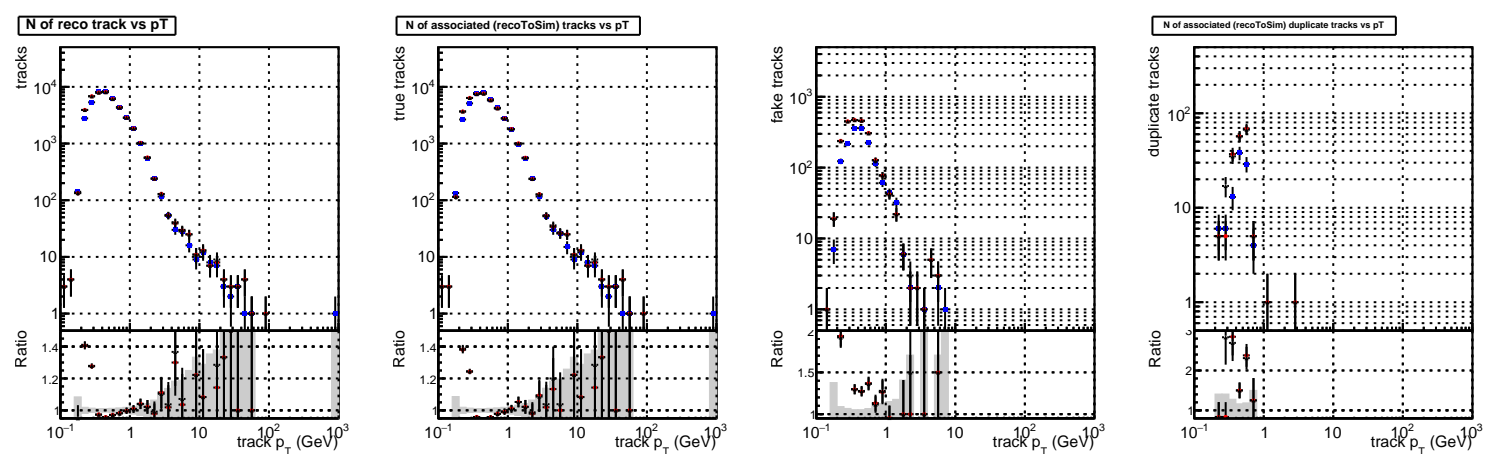 N of reco track vs pT
N of associated (recoToSim) tracks vs pT
N of associated (recoToSim) duplicate tracks vs pT
tracks
10^4
10^3
10^2
10
1
Ratio
1.4
1.2
1
10^-1 1 10 10^2 10^3
track p_T (GeV)
true tracks
10^4
10^3
10^2
10
1
Ratio
1.4
1.2
1
10^-1 1 10 10^2 10^3
track p_T (GeV)
fake tracks
10^3
10^2
10
1
Ratio
2
1.5
1
10^-1 1 10 10^2 10^3
track p_T (GeV)
duplicate tracks
10^2
10
1
Ratio
3
2
1
10^-1 1 10 10^2 10^3
track p_T (GeV)